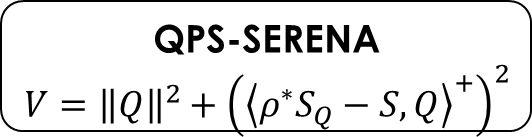 QPS-SERENA
V = ‖Q‖² + (⟨ρ*S_Q − S, Q⟩⁺)²